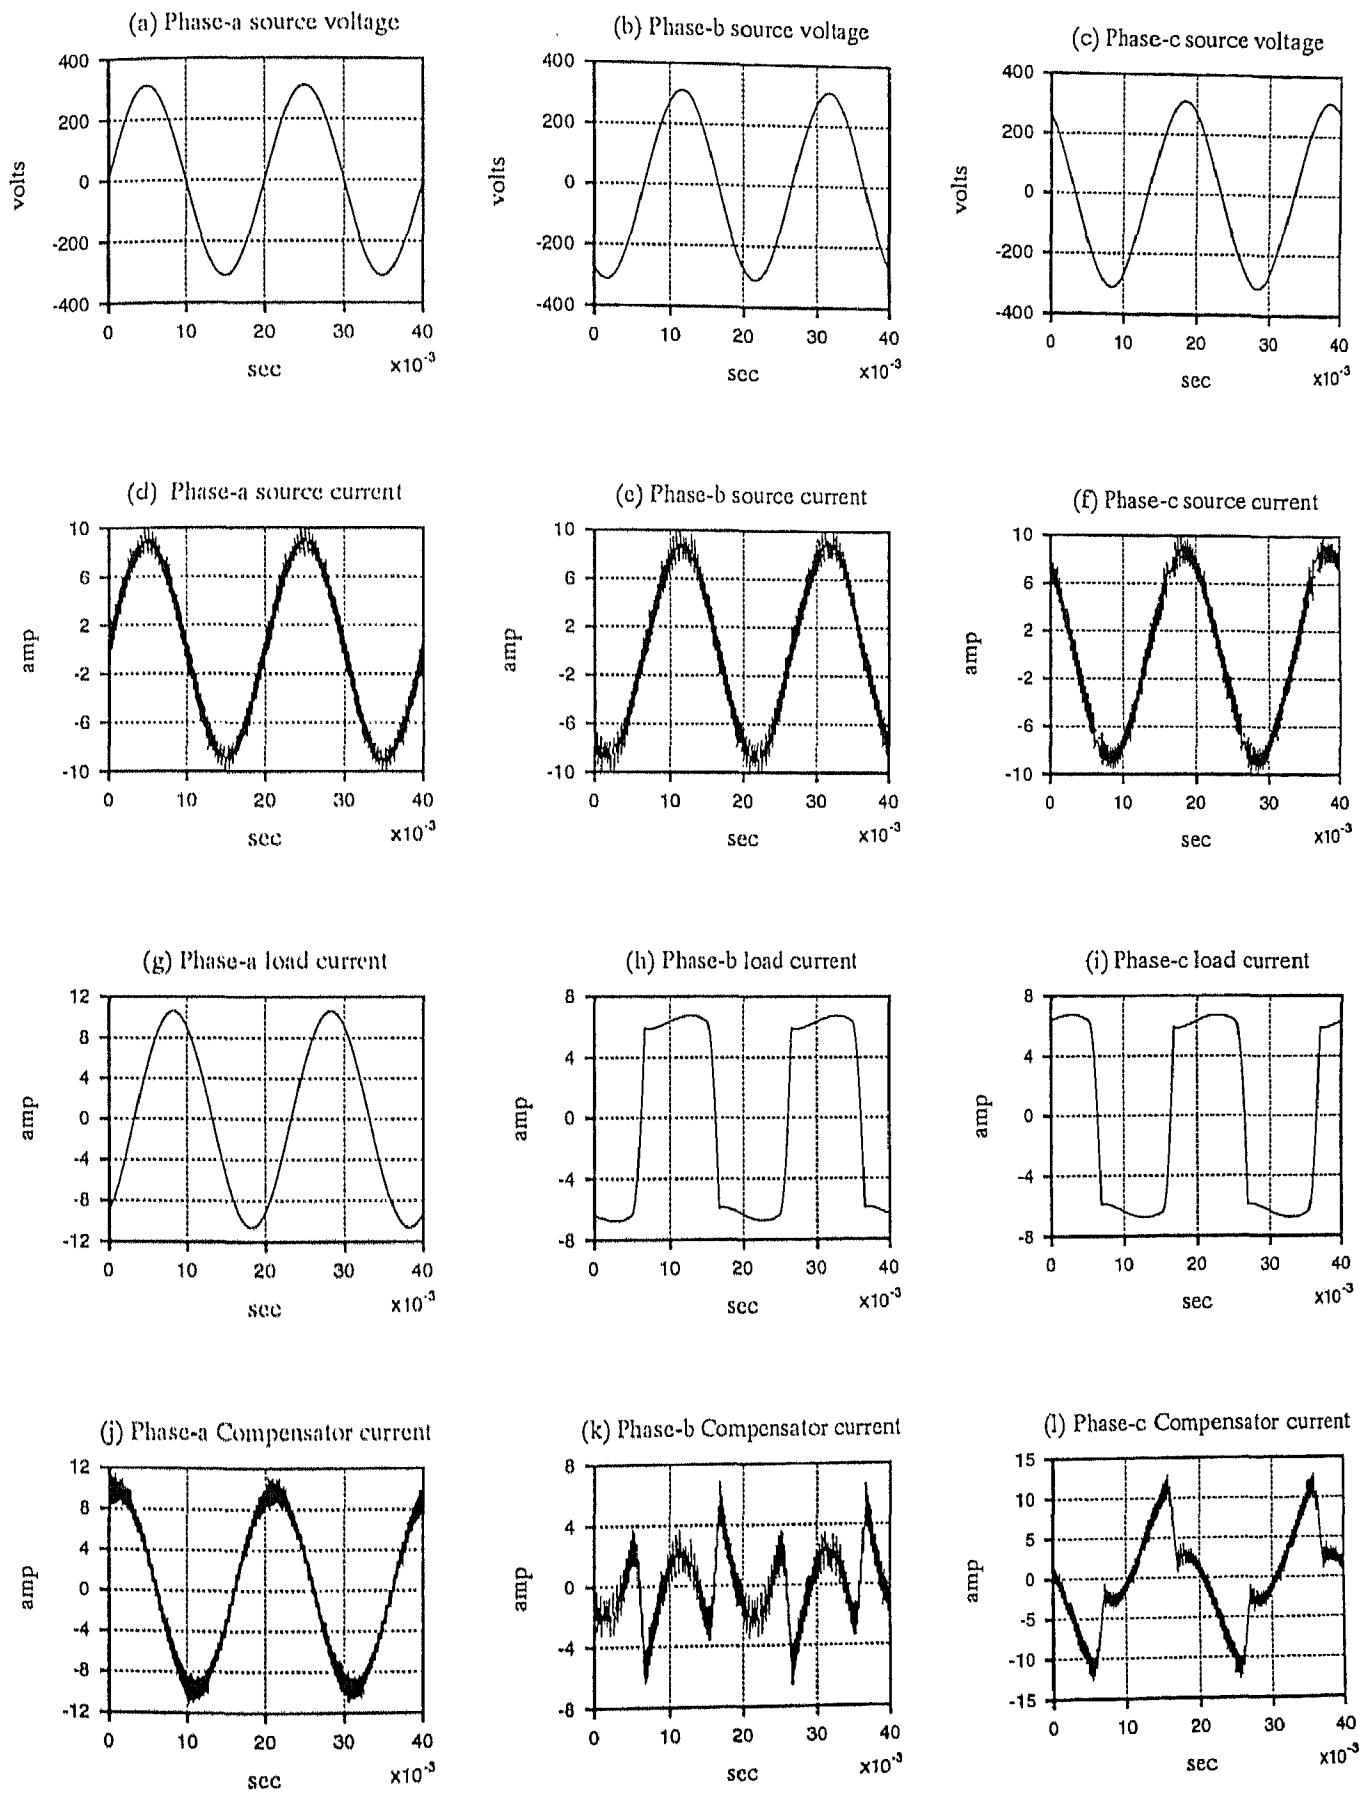 (a) Phase-a source voltage
(b) Phase-b source voltage
(c) Phase-c source voltage
400
200
0
-200
-400
volts
0 10 20 30 40
sec
x10-3
400
200
0
-200
-400
volts
0 10 20 30 40
sec
x10-3
400
200
0
-200
-400
volts
0 10 20 30 40
sec
x10-3
(d) Phase-a source current
(e) Phase-b source current
(f) Phase-c source current
10
6
2
-2
-6
-10
amp
0 10 20 30 40
sec
x10-3
10
6
2
-2
-6
-10
amp
0 10 20 30 40
sec
x10-3
10
6
2
-2
-6
-10
amp
0 10 20 30 40
sec
x10-3
(g) Phase-a load current
(h) Phase-b load current
(i) Phase-c load current
12
8
4
0
-4
-8
-12
amp
0 10 20 30 40
sec
x10-3
8
4
0
-4
-8
amp
0 10 20 30 40
sec
x10-3
8
4
0
-4
-8
amp
0 10 20 30 40
sec
x10-3
(j) Phase-a Compensator current
(k) Phase-b Compensator current
(l) Phase-c Compensator current
12
8
4
0
-4
-8
-12
amp
0 10 20 30 40
sec
x10-3
8
4
0
-4
-8
amp
0 10 20 30 40
sec
x10-3
15
10
5
0
-5
-10
-15
amp
0 10 20 30 40
sec
x10-3